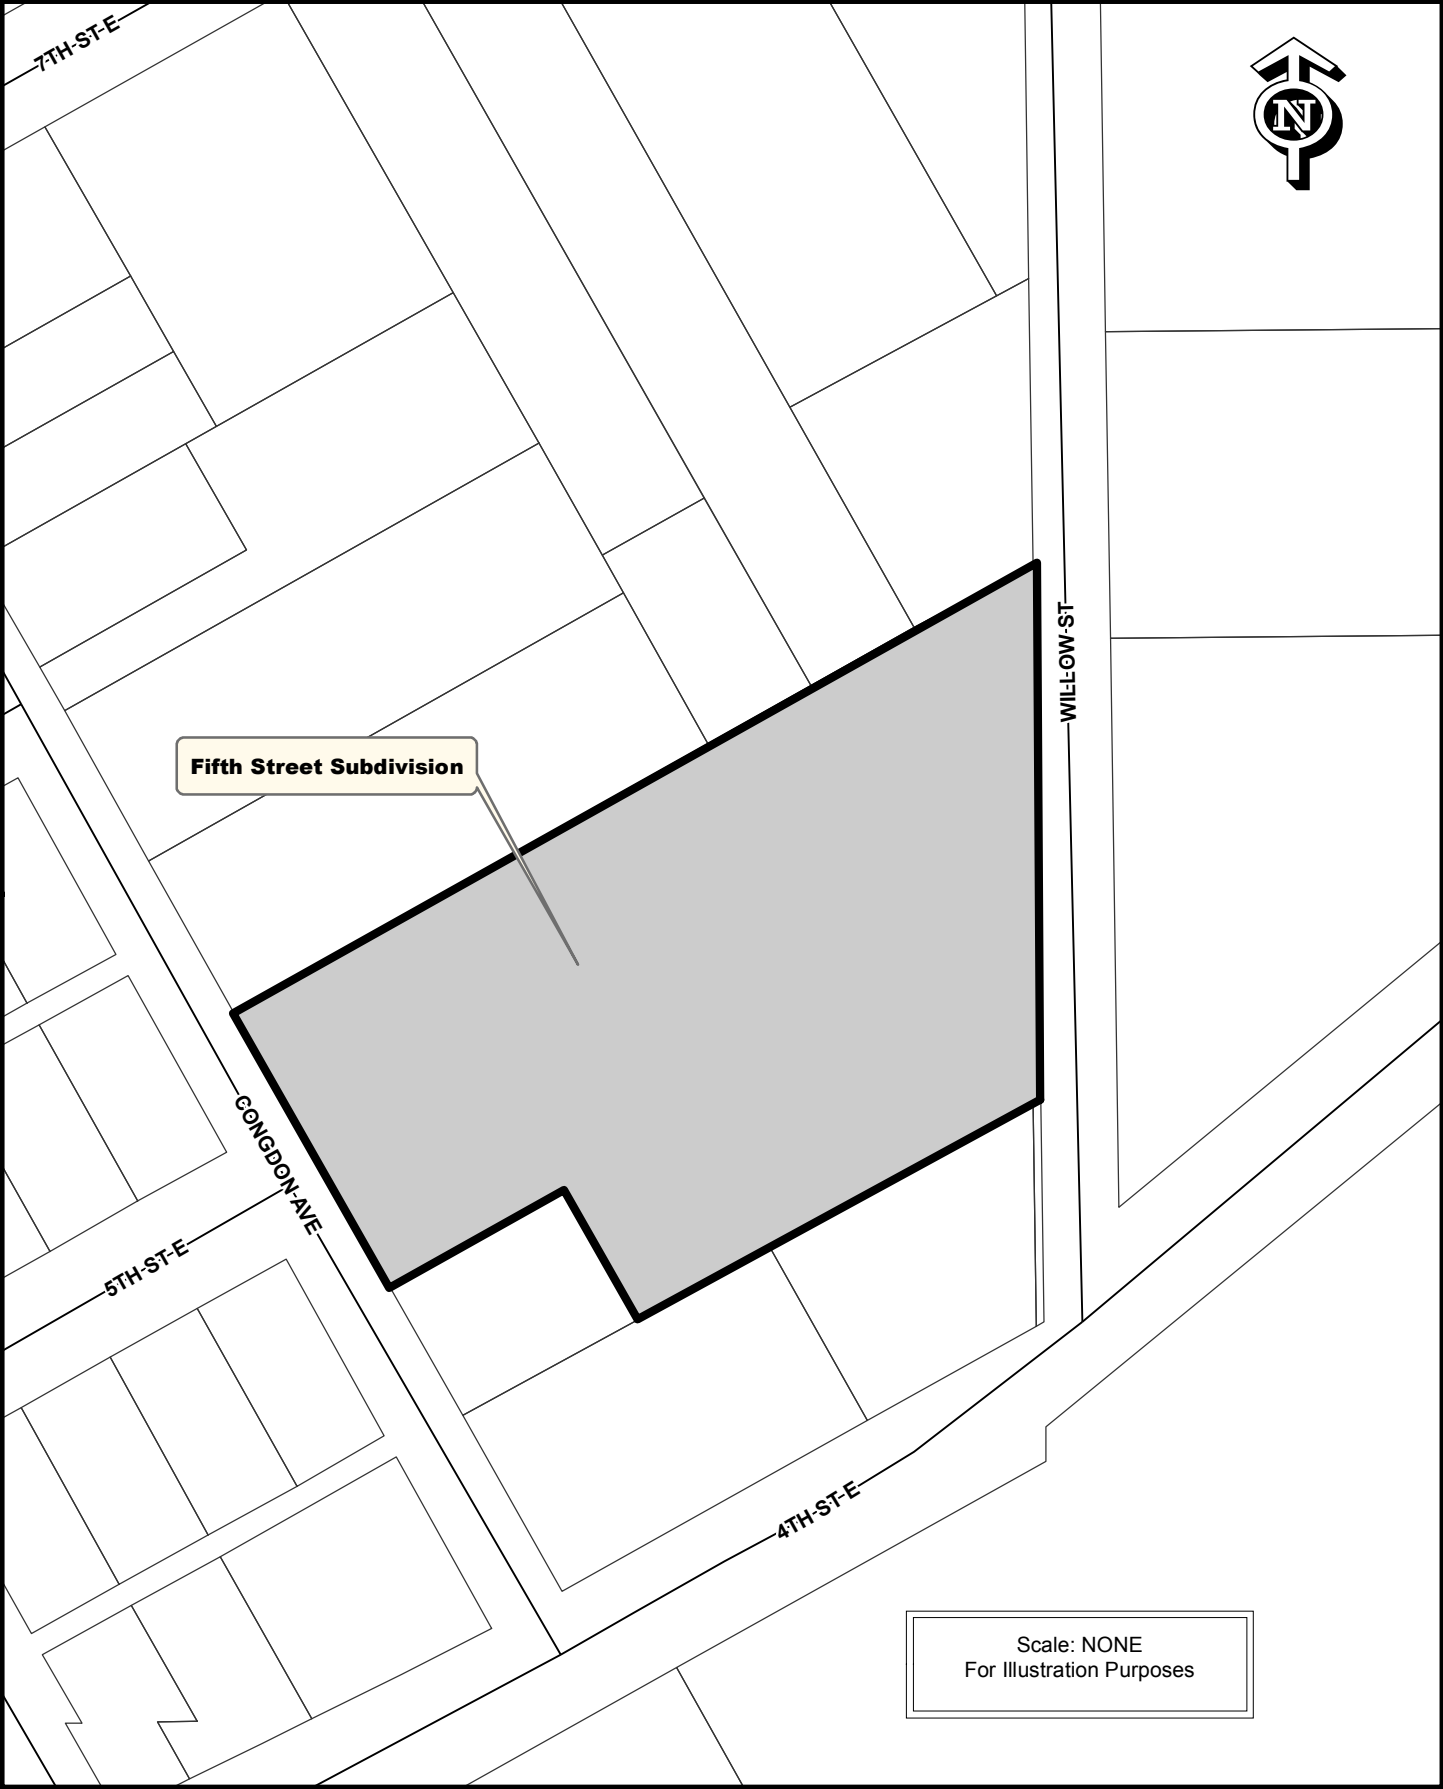 7TH ST E
N
WILLOW ST
Fifth Street Subdivision
CONGDON AVE
5TH ST E
4TH ST E
Scale: NONE
For Illustration Purposes